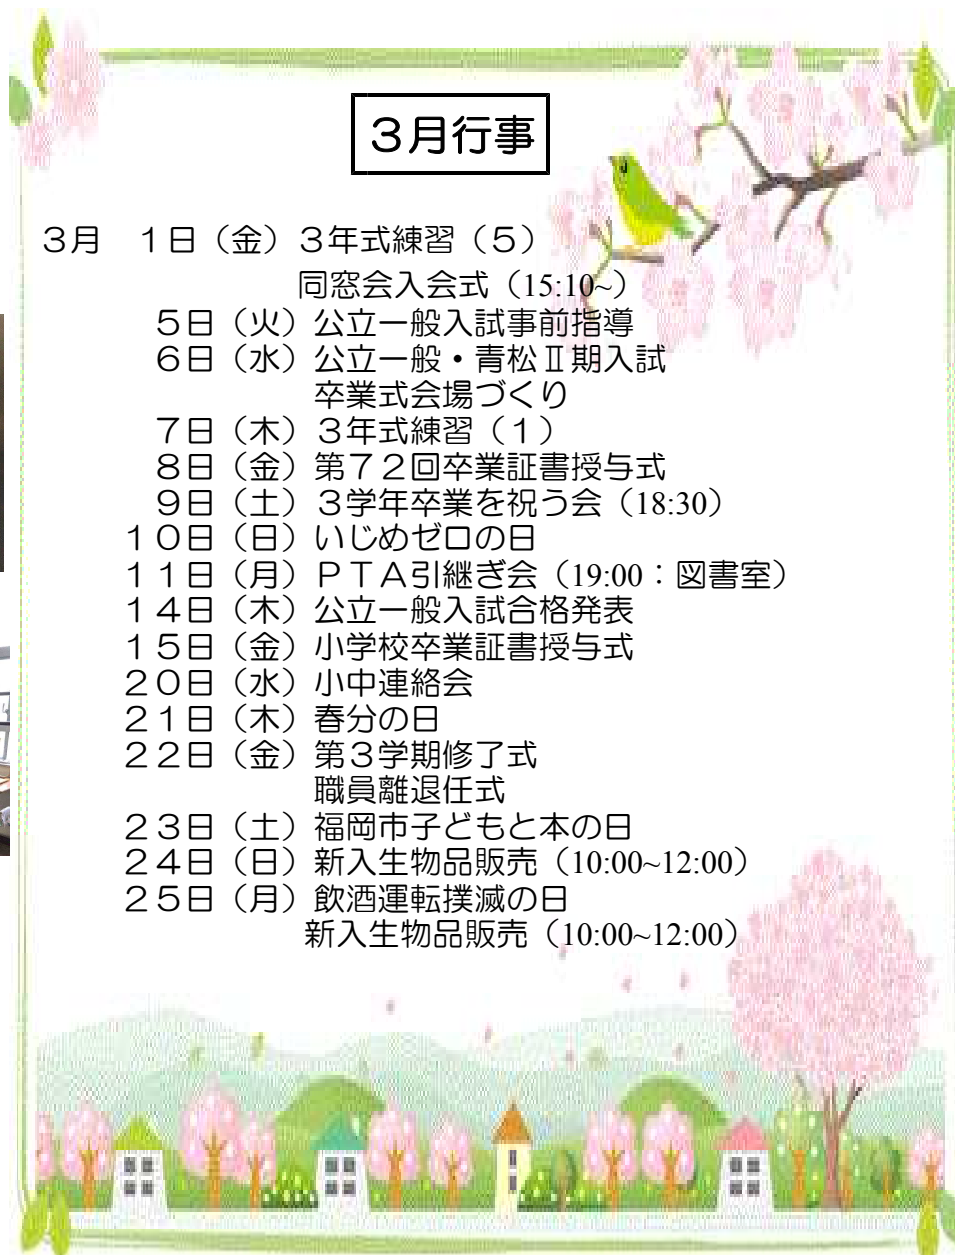 ３月行事
３月　１日（金）３年式練習（５）
同窓会入会式（15:10~）
５日（火）公立一般入試事前指導
６日（水）公立一般・青松Ⅱ期入試
卒業式会場づくり
７日（木）３年式練習（１）
８日（金）第７２回卒業証書授与式
９日（土）３学年卒業を祝う会（18:30）
１０日（日）いじめゼロの日
１１日（月）ＰＴＡ引継ぎ会（19:00：図書室）
１４日（木）公立一般入試合格発表
１５日（金）小学校卒業証書授与式
２０日（水）小中連絡会
２１日（木）春分の日
２２日（金）第３学期修了式
職員離退任式
２３日（土）福岡市子どもと本の日
２４日（日）新入生物品販売（10:00~12:00）
２５日（月）飲酒運転撲滅の日
新入生物品販売（10:00~12:00）